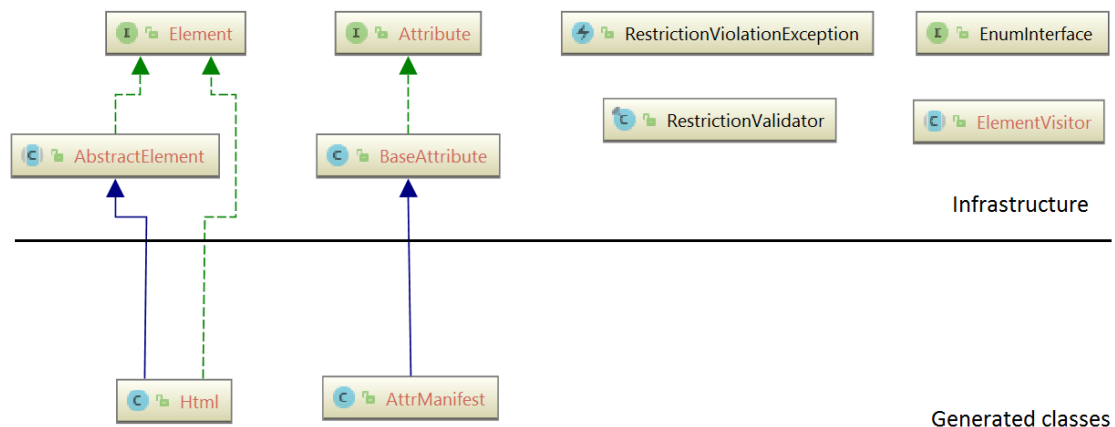 Element
Attribute
RestrictionViolationException
EnumInterface
RestrictionValidator
ElementVisitor
AbstractElement
BaseAttribute
Infrastructure
Html
AttrManifest
Generated classes